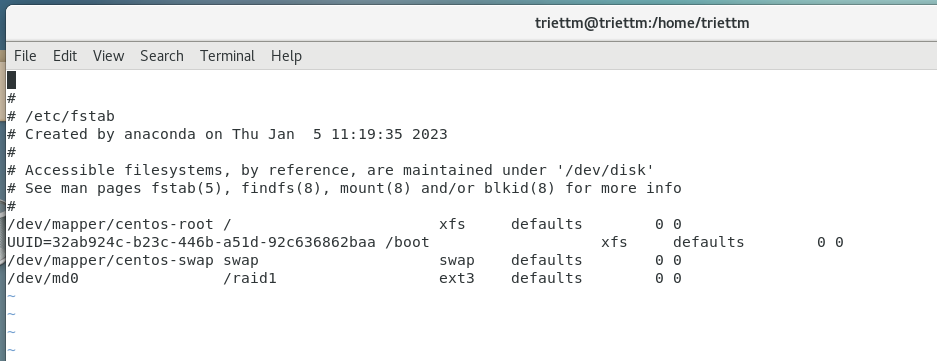 triettm@triettm:/home/triettm
File Edit View Search Terminal Help
#
# /etc/fstab
# Created by anaconda on Thu Jan  5 11:19:35 2023
#
# Accessible filesystems, by reference, are maintained under '/dev/disk'
# See man pages fstab(5), findfs(8), mount(8) and/or blkid(8) for more info
#
/dev/mapper/centos-root /                       xfs     defaults        0 0
UUID=32ab924c-b23c-446b-a51d-92c636862baa /boot                   xfs     defaults        0 0
/dev/mapper/centos-swap swap                    swap    defaults        0 0
/dev/md0                /raid1                  ext3    defaults        0 0
~
~
~
~